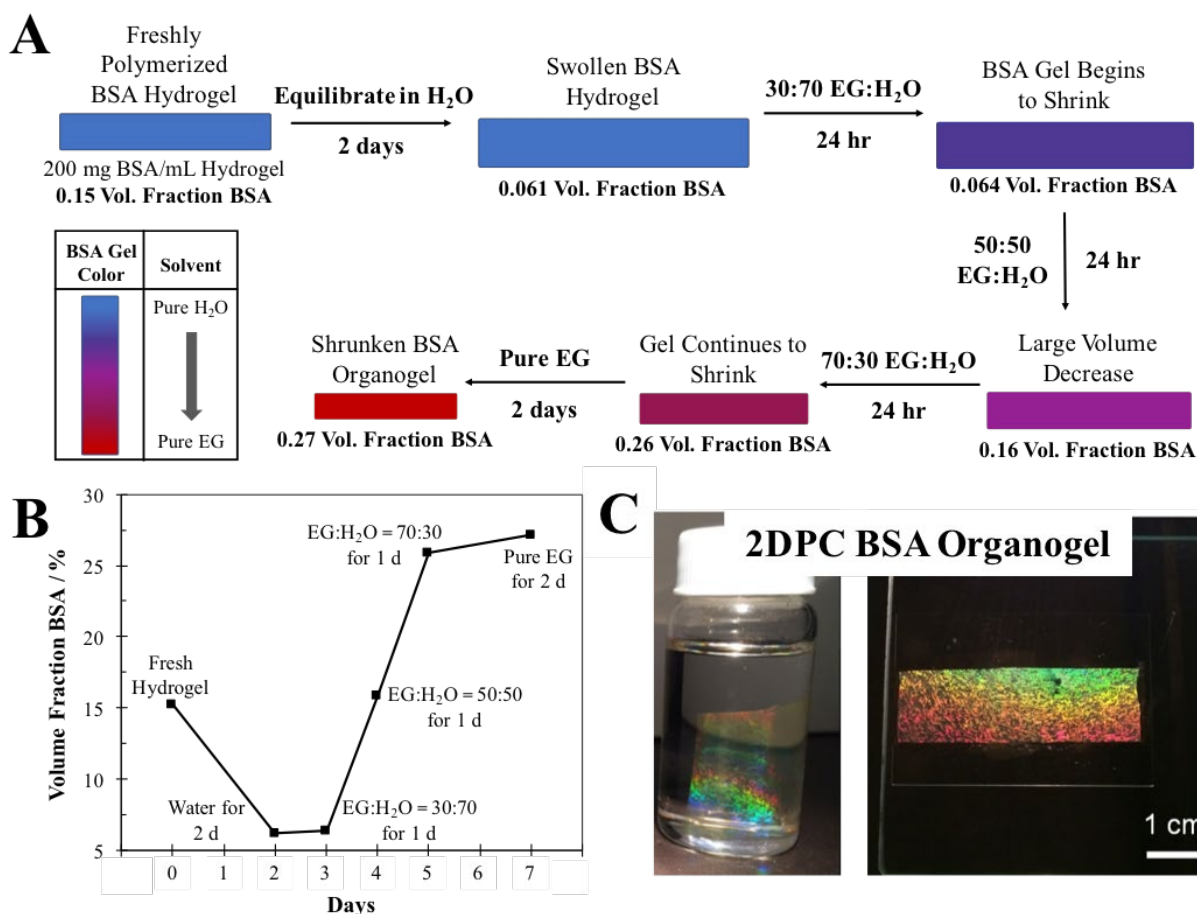 A
Freshly
Polymerized
BSA Hydrogel
200 mg BSA/mL Hydrogel
0.15 Vol. Fraction BSA
Equilibrate in H₂O
2 days
Swollen BSA
Hydrogel
0.061 Vol. Fraction BSA
30:70 EG:H₂O
24 hr
BSA Gel Begins
to Shrink
0.064 Vol. Fraction BSA
50:50
EG:H₂O
24 hr
Large Volume
Decrease
0.16 Vol. Fraction BSA
70:30 EG:H₂O
24 hr
Gel Continues to
Shrink
0.26 Vol. Fraction BSA
Pure EG
2 days
Shrunken BSA
Organogel
0.27 Vol. Fraction BSA
BSA Gel
Color
Solvent
Pure H₂O
Pure EG
B
Volume Fraction BSA / %
30
25
20
15
10
5
Fresh
Hydrogel
Water for
2 d
EG:H₂O = 30:70
for 1 d
EG:H₂O = 50:50
for 1 d
EG:H₂O = 70:30
for 1 d
Pure EG
for 2 d
0 1 2 3 4 5 6 7
Days
C
2DPC BSA Organogel
1 cm